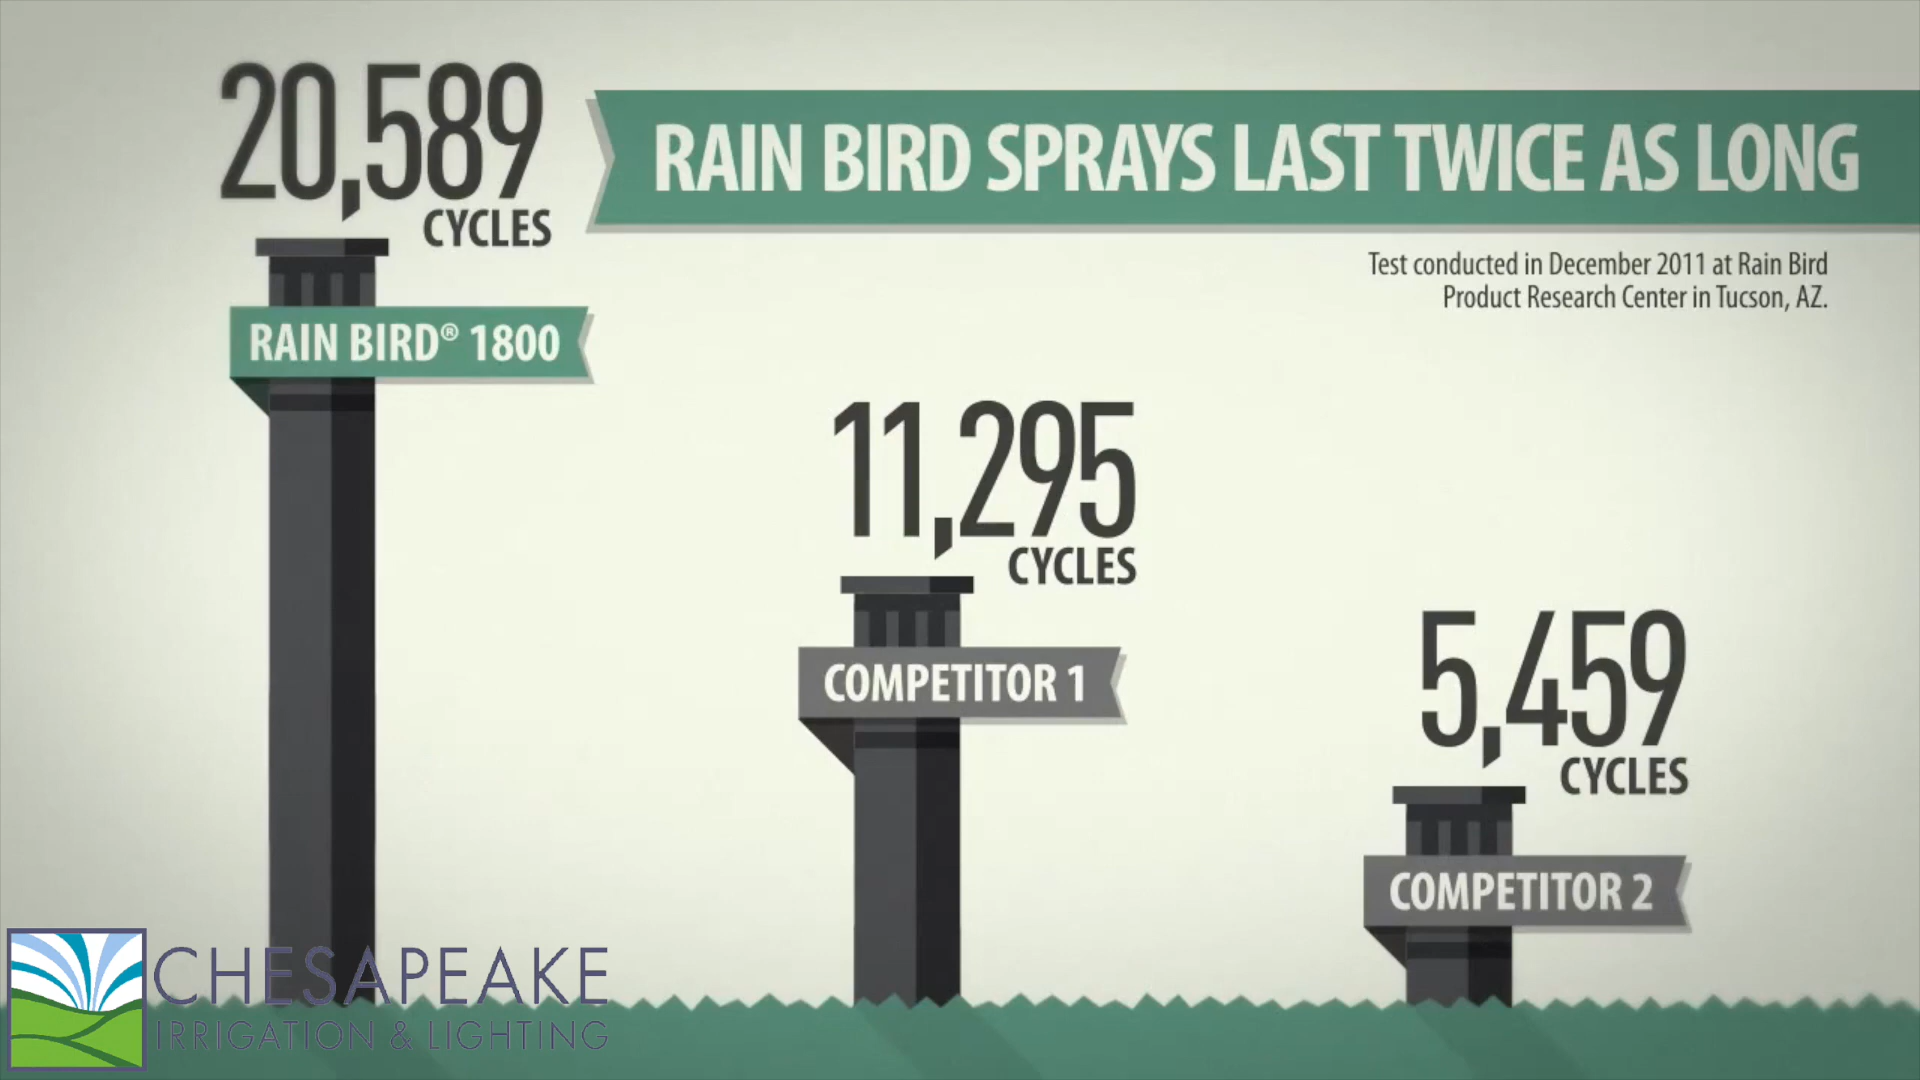 20,589
CYCLES
RAIN BIRD SPRAYS LAST TWICE AS LONG
Test conducted in December 2011 at Rain Bird
Product Research Center in Tucson, AZ.
RAIN BIRD® 1800
11,295
CYCLES
COMPETITOR 1
5,459
CYCLES
COMPETITOR 2
CHESAPEAKE
IRRIGATION & LIGHTING